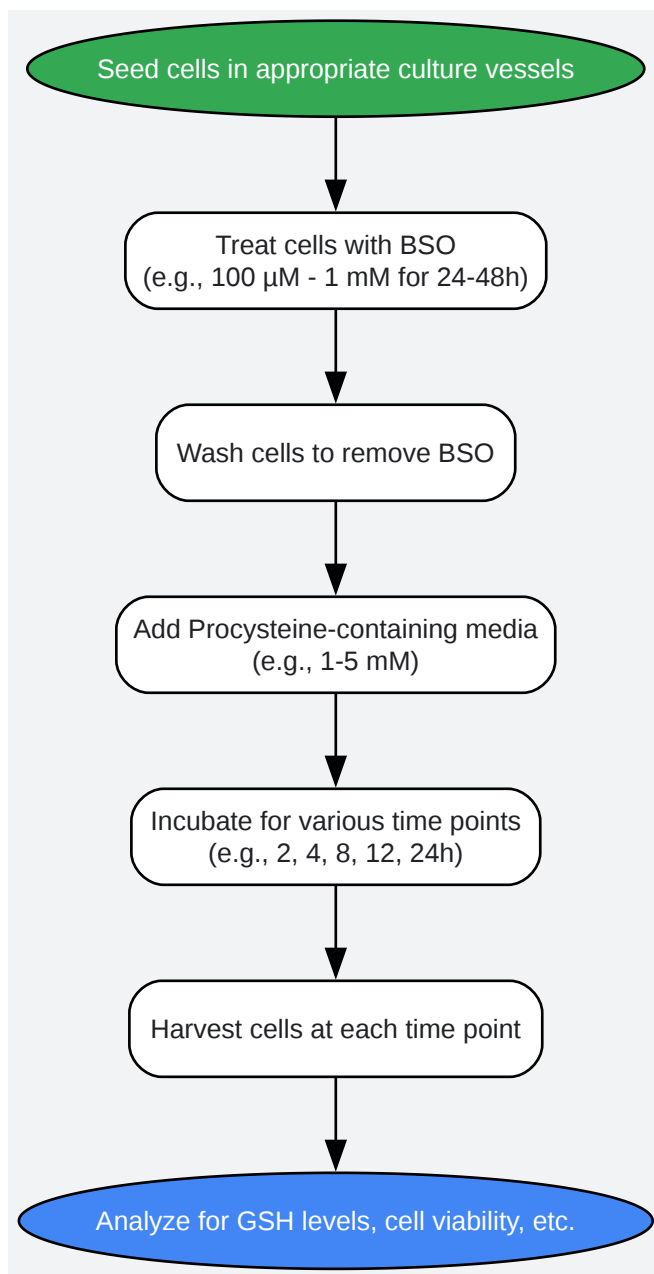 Seed cells in appropriate culture vessels
Treat cells with BSO
(e.g., 100 µM - 1 mM for 24-48h)
Wash cells to remove BSO
Add Procysteine-containing media
(e.g., 1-5 mM)
Incubate for various time points
(e.g., 2, 4, 8, 12, 24h)
Harvest cells at each time point
Analyze for GSH levels, cell viability, etc.